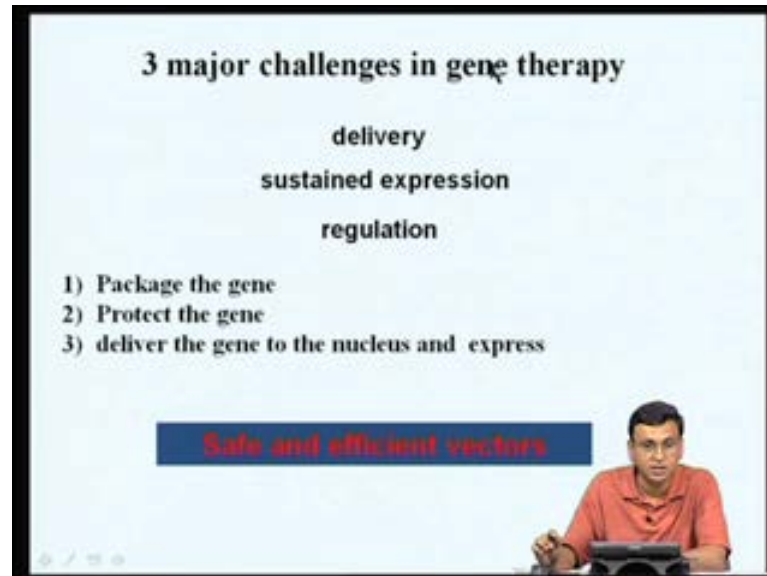 3 major challenges in gene therapy
delivery
sustained expression
regulation
1) Package the gene
2) Protect the gene
3) deliver the gene to the nucleus and express
Safe and efficient vectors